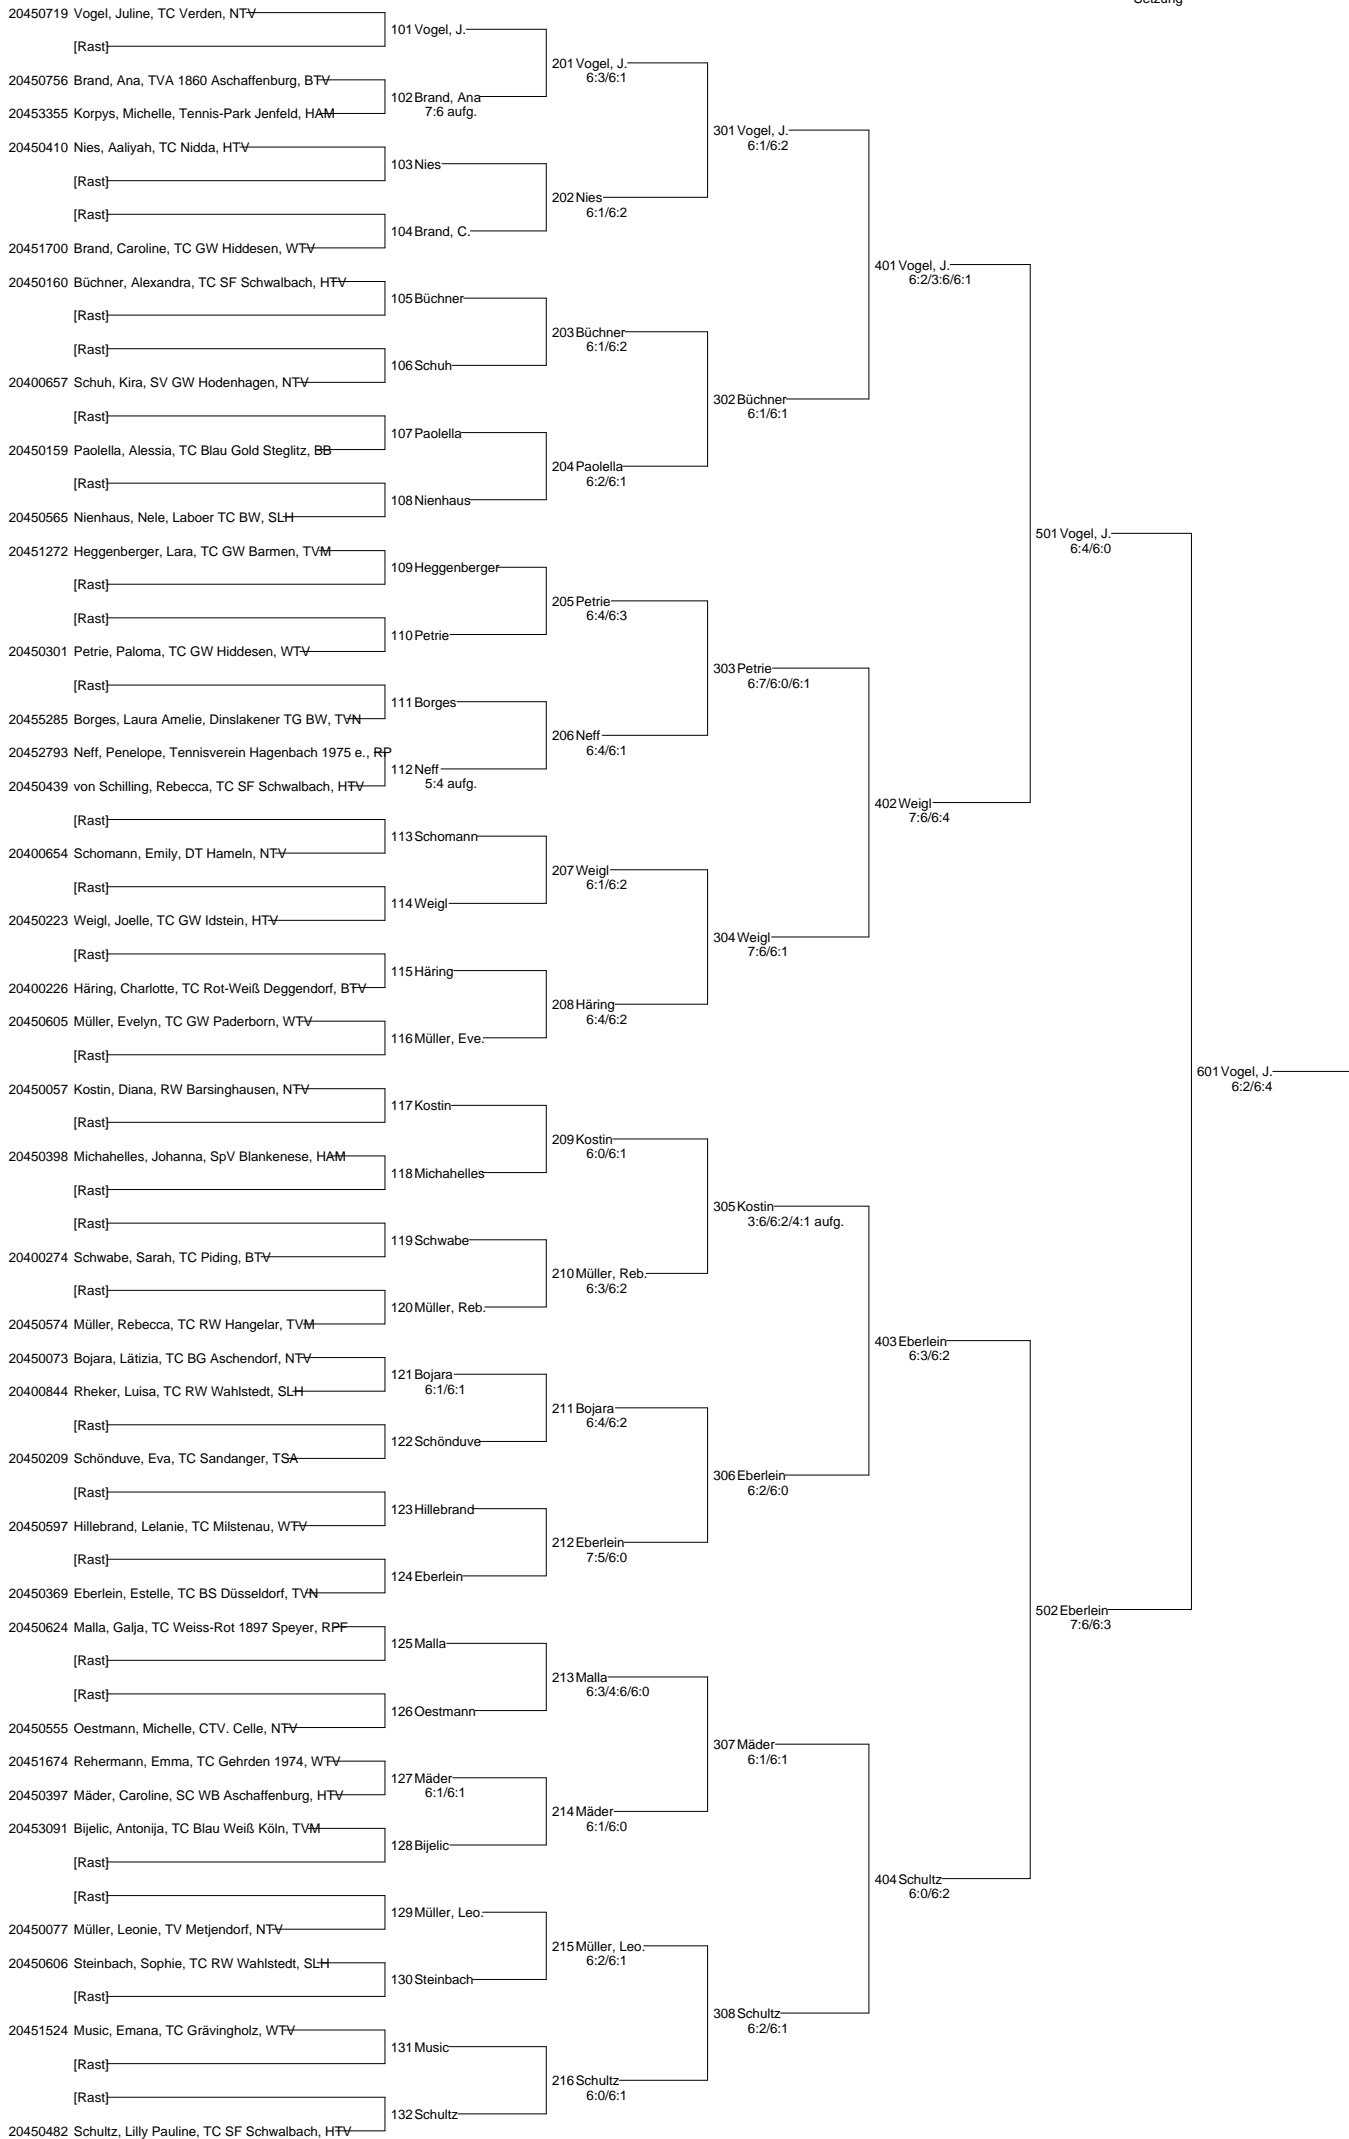 Setzung
20450719 Vogel, Juline, TC Verden, NTV
101 Vogel, J.
[Rast]
201 Vogel, J.
6:3/6:1
20450756 Brand, Ana, TVA 1860 Aschaffenburg, BTV
102 Brand, Ana
7:6 aufg.
20453355 Korpys, Michelle, Tennis-Park Jenfeld, HAM
301 Vogel, J.
6:1/6:2
20450410 Nies, Aaliyah, TC Nidda, HTV
103 Nies
[Rast]
202 Nies
6:1/6:2
[Rast]
104 Brand, C.
20451700 Brand, Caroline, TC GW Hiddesen, WTV
401 Vogel, J.
6:2/3:6/6:1
20450160 Büchner, Alexandra, TC SF Schwalbach, HTV
105 Büchner
[Rast]
203 Büchner
6:1/6:2
[Rast]
106 Schuh
20400657 Schuh, Kira, SV GW Hodenhagen, NTV
302 Büchner
6:1/6:1
[Rast]
107 Paolella
20450159 Paolella, Alessia, TC Blau Gold Steglitz, BB
204 Paolella
6:2/6:1
[Rast]
108 Nienhaus
20450565 Nienhaus, Nele, Laboer TC BW, SLH
501 Vogel, J.
6:4/6:0
20451272 Heggenberger, Lara, TC GW Barmen, TVM
109 Heggenberger
[Rast]
205 Petrie
6:4/6:3
[Rast]
110 Petrie
20450301 Petrie, Paloma, TC GW Hiddesen, WTV
303 Petrie
6:7/6:0/6:1
[Rast]
111 Borges
20455285 Borges, Laura Amelie, Dinslakener TG BW, TVN
206 Neff
6:4/6:1
20452793 Neff, Penelope, Tennisverein Hagenbach 1975 e., RP
112 Neff
5:4 aufg.
20450439 von Schilling, Rebecca, TC SF Schwalbach, HTV
402 Weigl
7:6/6:4
[Rast]
113 Schomann
20400654 Schomann, Emily, DT Hameln, NTV
207 Weigl
6:1/6:2
[Rast]
114 Weigl
20450223 Weigl, Joelle, TC GW Idstein, HTV
304 Weigl
7:6/6:1
[Rast]
115 Häring
20400226 Häring, Charlotte, TC Rot-Weiß Deggendorf, BTV
208 Häring
6:4/6:2
20450605 Müller, Evelyn, TC GW Paderborn, WTV
116 Müller, Eve.
[Rast]
601 Vogel, J.
6:2/6:4
20450057 Kostin, Diana, RW Barsinghausen, NTV
117 Kostin
[Rast]
209 Kostin
6:0/6:1
20450398 Michahelles, Johanna, SpV Blankenese, HAM
118 Michahelles
[Rast]
305 Kostin
3:6/6:2/4:1 aufg.
[Rast]
119 Schwabe
20400274 Schwabe, Sarah, TC Piding, BTV
210 Müller, Reb.
6:3/6:2
[Rast]
120 Müller, Reb.
20450574 Müller, Rebecca, TC RW Hangelar, TVM
403 Eberlein
6:3/6:2
20450073 Bojara, Lätizia, TC BG Aschendorf, NTV
121 Bojara
6:1/6:1
20400844 Rheker, Luisa, TC RW Wahlstedt, SLH
211 Bojara
6:4/6:2
[Rast]
122 Schönduve
20450209 Schönduve, Eva, TC Sandanger, TSA
306 Eberlein
6:2/6:0
[Rast]
123 Hillebrand
20450597 Hillebrand, Lelanie, TC Milstenau, WTV
212 Eberlein
7:5/6:0
[Rast]
124 Eberlein
20450369 Eberlein, Estelle, TC BS Düsseldorf, TVN
502 Eberlein
7:6/6:3
20450624 Malla, Galja, TC Weiss-Rot 1897 Speyer, RPF
125 Malla
[Rast]
213 Malla
6:3/4:6/6:0
[Rast]
126 Oestmann
20450555 Oestmann, Michelle, CTV. Celle, NTV
307 Mäder
6:1/6:1
20451674 Rehermann, Emma, TC Gehrden 1974, WTV
127 Mäder
6:1/6:1
20450397 Mäder, Caroline, SC WB Aschaffenburg, HTV
214 Mäder
6:1/6:0
20453091 Bijelic, Antonija, TC Blau Weiß Köln, TVM
128 Bijelic
[Rast]
404 Schultz
6:0/6:2
[Rast]
129 Müller, Leo.
20450077 Müller, Leonie, TV Metjendorf, NTV
215 Müller, Leo.
6:2/6:1
20450606 Steinbach, Sophie, TC RW Wahlstedt, SLH
130 Steinbach
[Rast]
308 Schultz
6:2/6:1
20451524 Music, Emana, TC Grävingholz, WTV
131 Music
[Rast]
216 Schultz
6:0/6:1
[Rast]
132 Schultz
20450482 Schultz, Lilly Pauline, TC SF Schwalbach, HTV